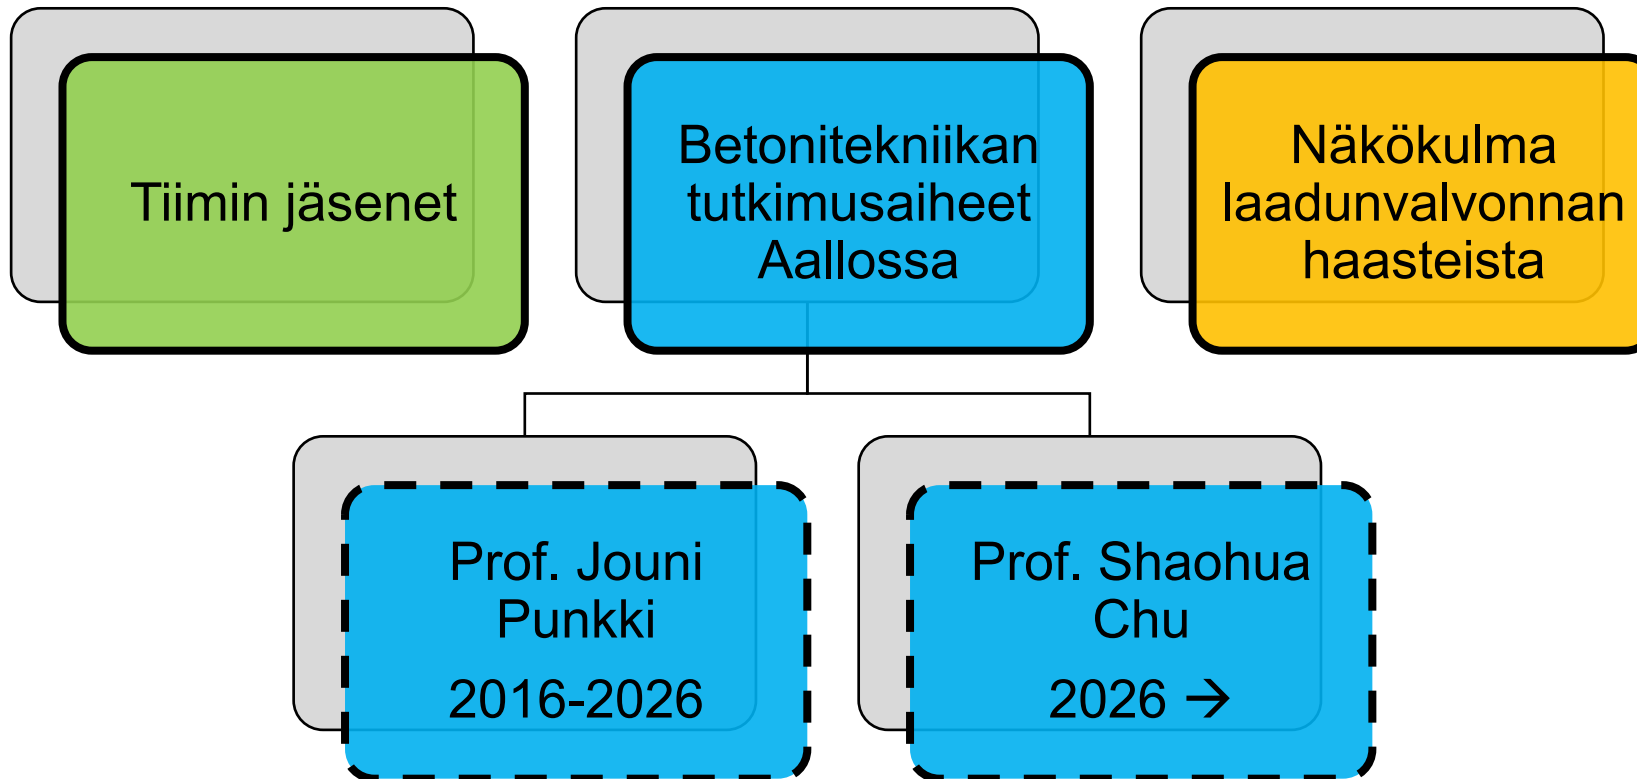 Tiimin jäsenet
Betonitekniikan
tutkimusaiheet
Aallossa
Näkökulma
laadunvalvonnan
haasteista
Prof. Jouni
Punkki
2016-2026
Prof. Shaohua
Chu
2026 →